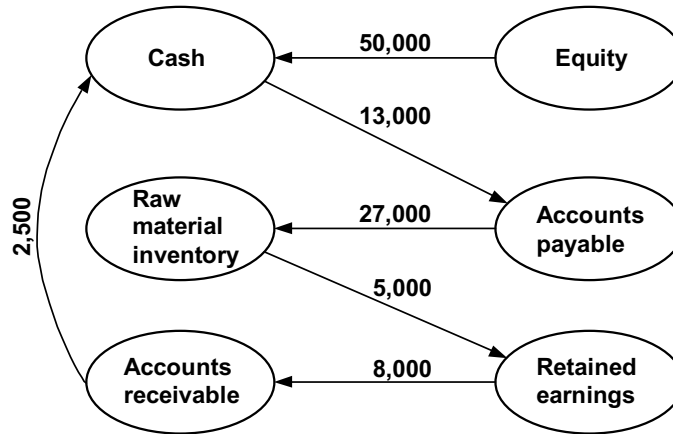 Cash
50,000
Equity
13,000
2,500
Raw
material
inventory
27,000
Accounts
payable
5,000
Accounts
receivable
8,000
Retained
earnings